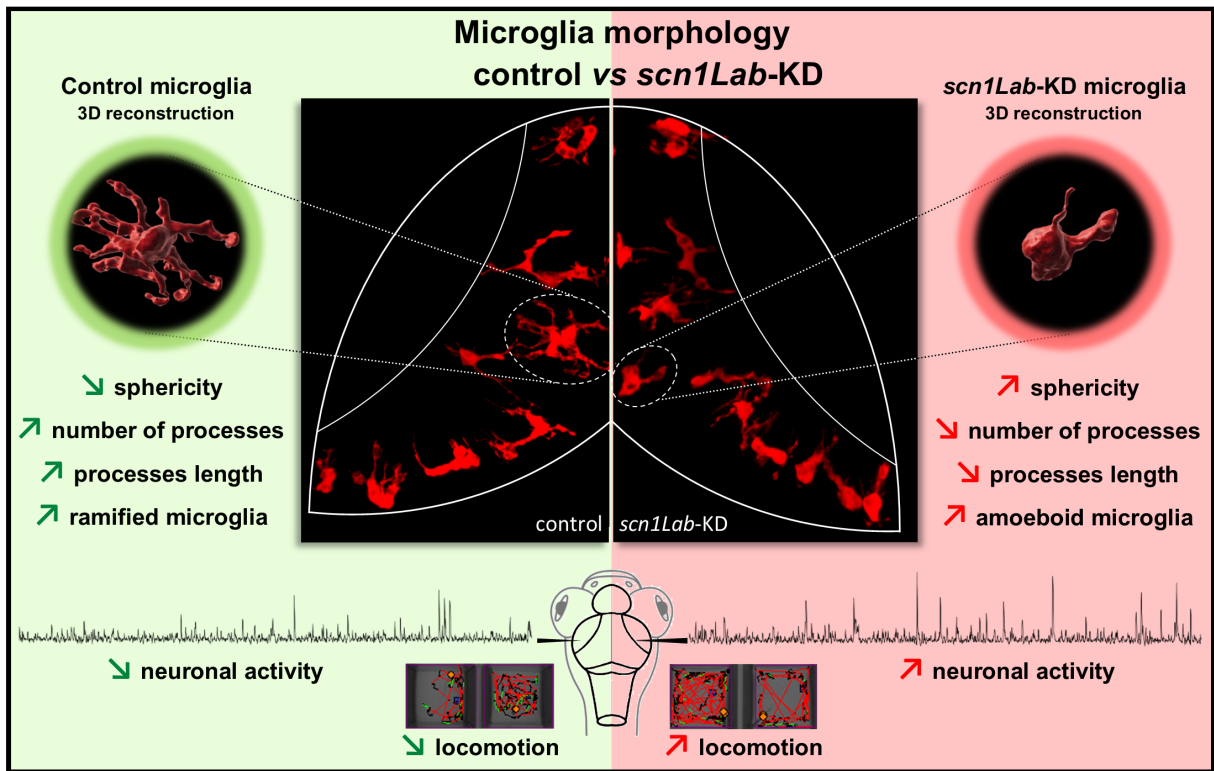 Microglia morphology
control vs scn1Lab-KD
Control microglia
3D reconstruction
↘ sphericity
↗ number of processes
↗ processes length
↗ ramified microglia
scn1Lab-KD microglia
3D reconstruction
↗ sphericity
↘ number of processes
↘ processes length
↗ amoeboid microglia
control scn1Lab-KD
↘ neuronal activity
↗ neuronal activity
↘ locomotion
↗ locomotion